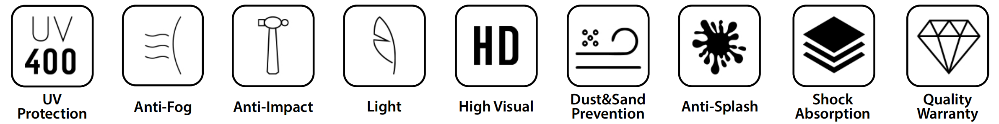 UV
400
UV
Protection
Anti-Fog
Anti-Impact
Light
HD
High Visual
Dust&Sand
Prevention
Anti-Splash
Shock
Absorption
Quality
Warranty